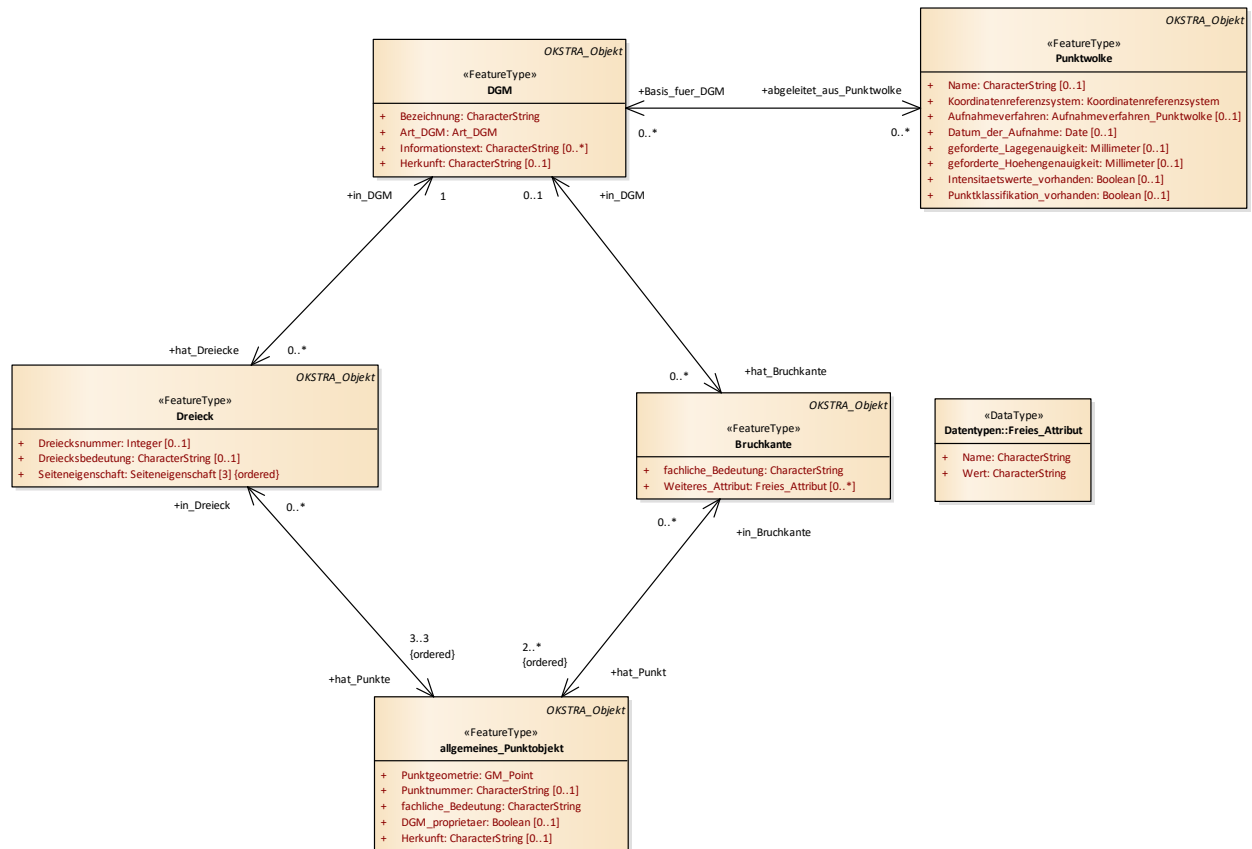 OKSTRA_Objekt
«FeatureType»
Punktwolke
+ Name: CharacterString [0..1]
+ Koordinatenreferenzsystem: Koordinatenreferenzsystem
+ Aufnahmeverfahren: Aufnahmeverfahren_Punktwolke [0..1]
+ Datum_der_Aufnahme: Date [0..1]
+ geforderte_Lagegenauigkeit: Millimeter [0..1]
+ geforderte_Hoehengenauigkeit: Millimeter [0..1]
+ Intensitaetswerte_vorhanden: Boolean [0..1]
+ Punktklassifikation_vorhanden: Boolean [0..1]
OKSTRA_Objekt
«FeatureType»
DGM
+ Bezeichnung: CharacterString
+ Art_DGM: Art_DGM
+ Informationstext: CharacterString [0..*]
+ Herkunft: CharacterString [0..1]
+Basis_fuer_DGM
+abgeleitet_aus_Punktwolke
0..*
0..*
+in_DGM
1
0..1
+in_DGM
+hat_Dreiecke
0..*
0..*
+hat_Bruchkante
OKSTRA_Objekt
«FeatureType»
Dreieck
+ Dreiecksnummer: Integer [0..1]
+ Dreiecksbedeutung: CharacterString [0..1]
+ Seiteneigenschaft: Seiteneigenschaft [3] {ordered}
OKSTRA_Objekt
«FeatureType»
Bruchkante
+ fachliche_Bedeutung: CharacterString
+ Weiteres_Attribut: Freies_Attribut [0..*]
«DataType»
Datentypen::Freies_Attribut
+ Name: CharacterString
+ Wert: CharacterString
+in_Dreieck
0..*
0..*
+in_Bruchkante
3..3
{ordered}
2..*
{ordered}
+hat_Punkte
+hat_Punkt
OKSTRA_Objekt
«FeatureType»
allgemeines_Punktobjekt
+ Punktgeometrie: GM_Point
+ Punktnummer: CharacterString [0..1]
+ fachliche_Bedeutung: CharacterString
+ DGM_proprietaer: Boolean [0..1]
+ Herkunft: CharacterString [0..1]